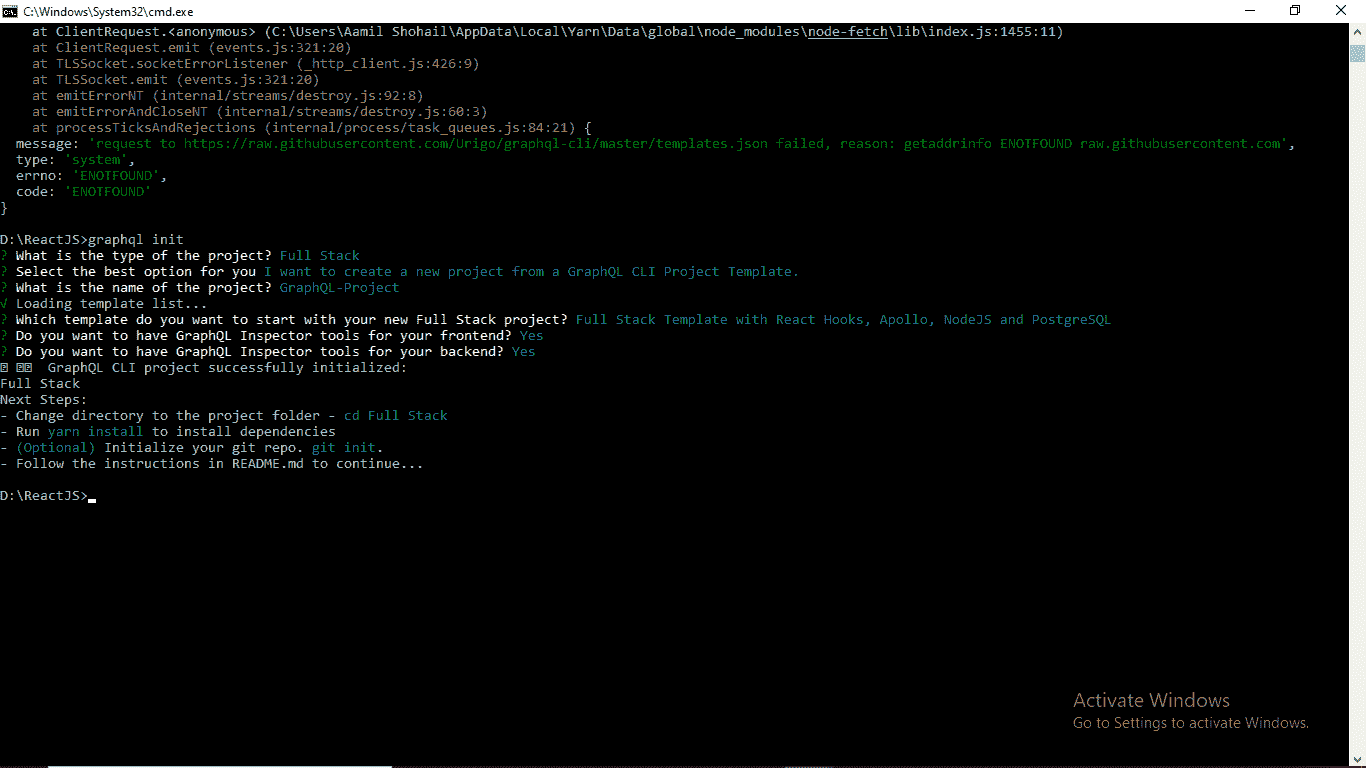 C:\Windows\System32\cmd.exe
at ClientRequest.<anonymous> (C:\Users\Aamil Shohail\AppData\Local\Yarn\Data\global\node_modules\node-fetch\lib\index.js:1455:11)
at ClientRequest.emit (events.js:321:20)
at TLSSocket.socketErrorListener (_http_client.js:426:9)
at TLSSocket.emit (events.js:321:20)
at emitErrorNT (internal/streams/destroy.js:92:8)
at emitErrorAndCloseNT (internal/streams/destroy.js:60:3)
at processTicksAndRejections (internal/process/task_queues.js:84:21) {
message: 'request to https://raw.githubusercontent.com/Urigo/graphql-cli/master/templates.json failed, reason: getaddrinfo ENOTFOUND raw.githubusercontent.com',
type: 'system',
errno: 'ENOTFOUND',
code: 'ENOTFOUND'
}
D:\ReactJS>graphql init
? What is the type of the project? Full Stack
? Select the best option for you I want to create a new project from a GraphQL CLI Project Template.
? What is the name of the project? GraphQL-Project
√ Loading template list...
? Which template do you want to start with your new Full Stack project? Full Stack Template with React Hooks, Apollo, NodeJS and PostgreSQL
? Do you want to have GraphQL Inspector tools for your frontend? Yes
? Do you want to have GraphQL Inspector tools for your backend? Yes
GraphQL CLI project successfully initialized:
Full Stack
Next Steps:
- Change directory to the project folder - cd Full Stack
- Run yarn install to install dependencies
- (Optional) Initialize your git repo. git init.
- Follow the instructions in README.md to continue...
D:\ReactJS>
Activate Windows
Go to Settings to activate Windows.